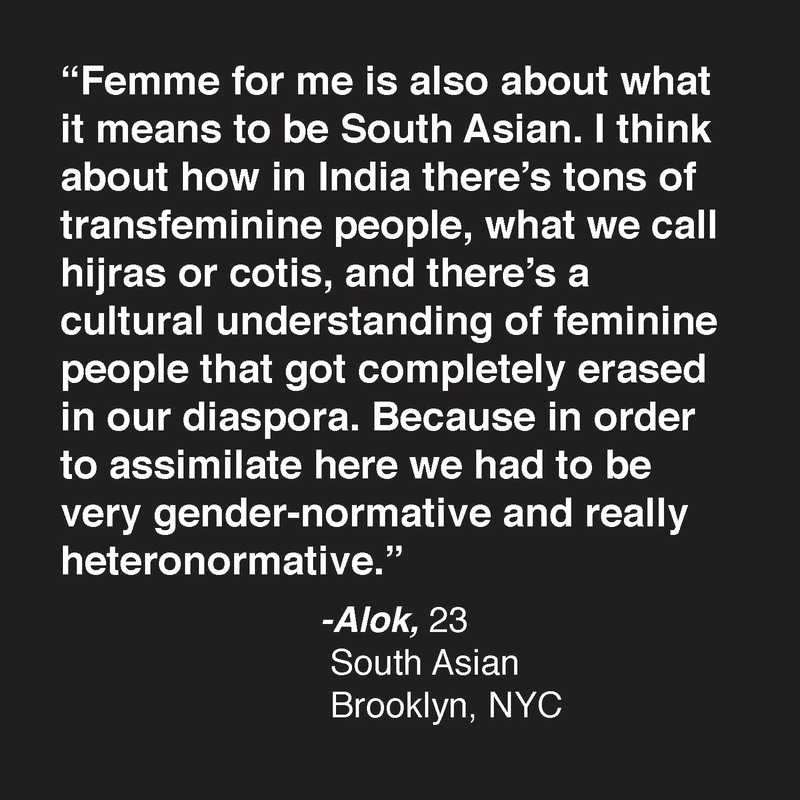 “Femme for me is also about what
it means to be South Asian. I think
about how in India there’s tons of
transfeminine people, what we call
hijras or cotis, and there’s a
cultural understanding of feminine
people that got completely erased
in our diaspora. Because in order
to assimilate here we had to be
very gender-normative and really
heteronormative.”
-Alok, 23
South Asian
Brooklyn, NYC